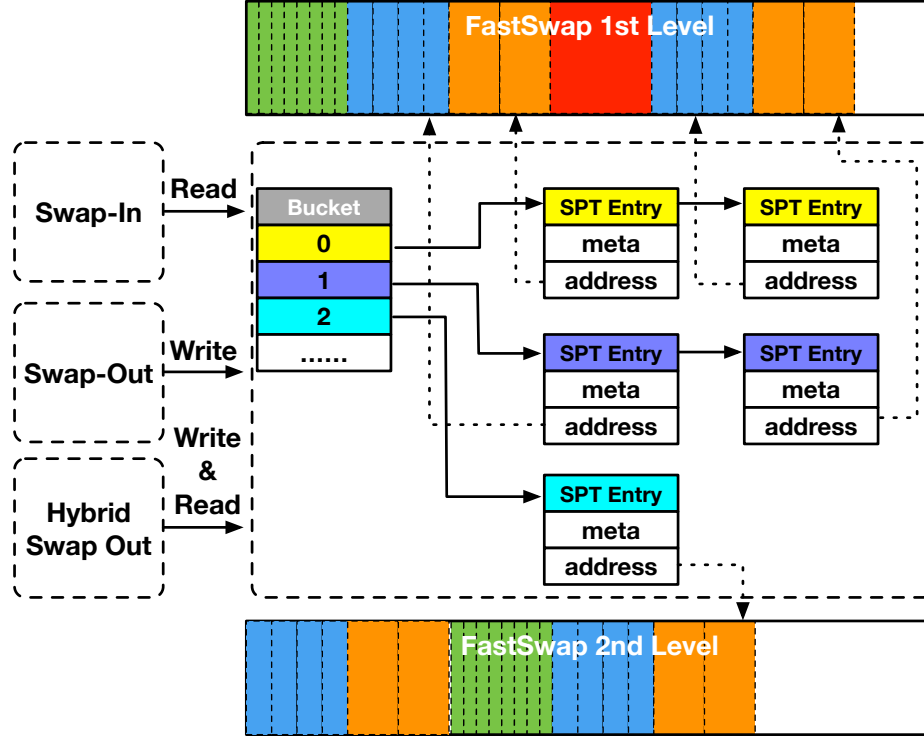 FastSwap 1st Level
Swap-In
Read
Swap-Out
Write
Hybrid
Swap Out
Write
&
Read
Bucket
0
1
2
......
SPT Entry
meta
address
SPT Entry
meta
address
SPT Entry
meta
address
SPT Entry
meta
address
SPT Entry
meta
address
FastSwap 2nd Level